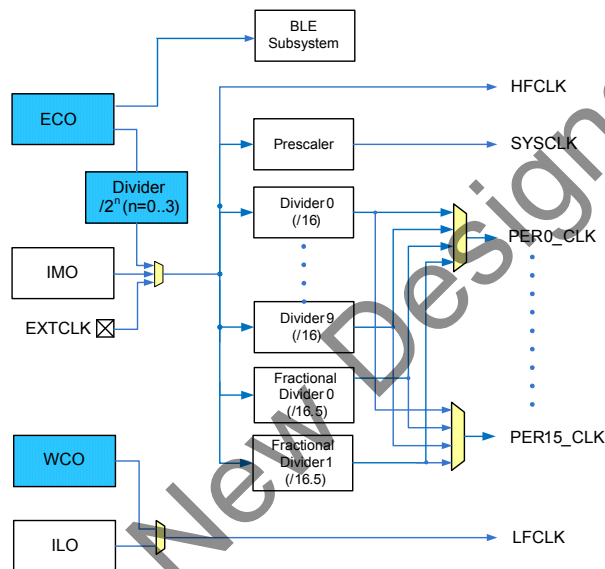 BLE
Subsystem
ECO
HFCLK
Prescaler
SYSCLK
Divider
/2ⁿ (n=0..3)
Divider 0
(/16)
IMO
PER0_CLK
EXTCLK
Divider 9
(/16)
Fractional
Divider 0
(/16.5)
WCO
Fractional
Divider 1
(/16.5)
PER15_CLK
ILO
LFCLK
New Design